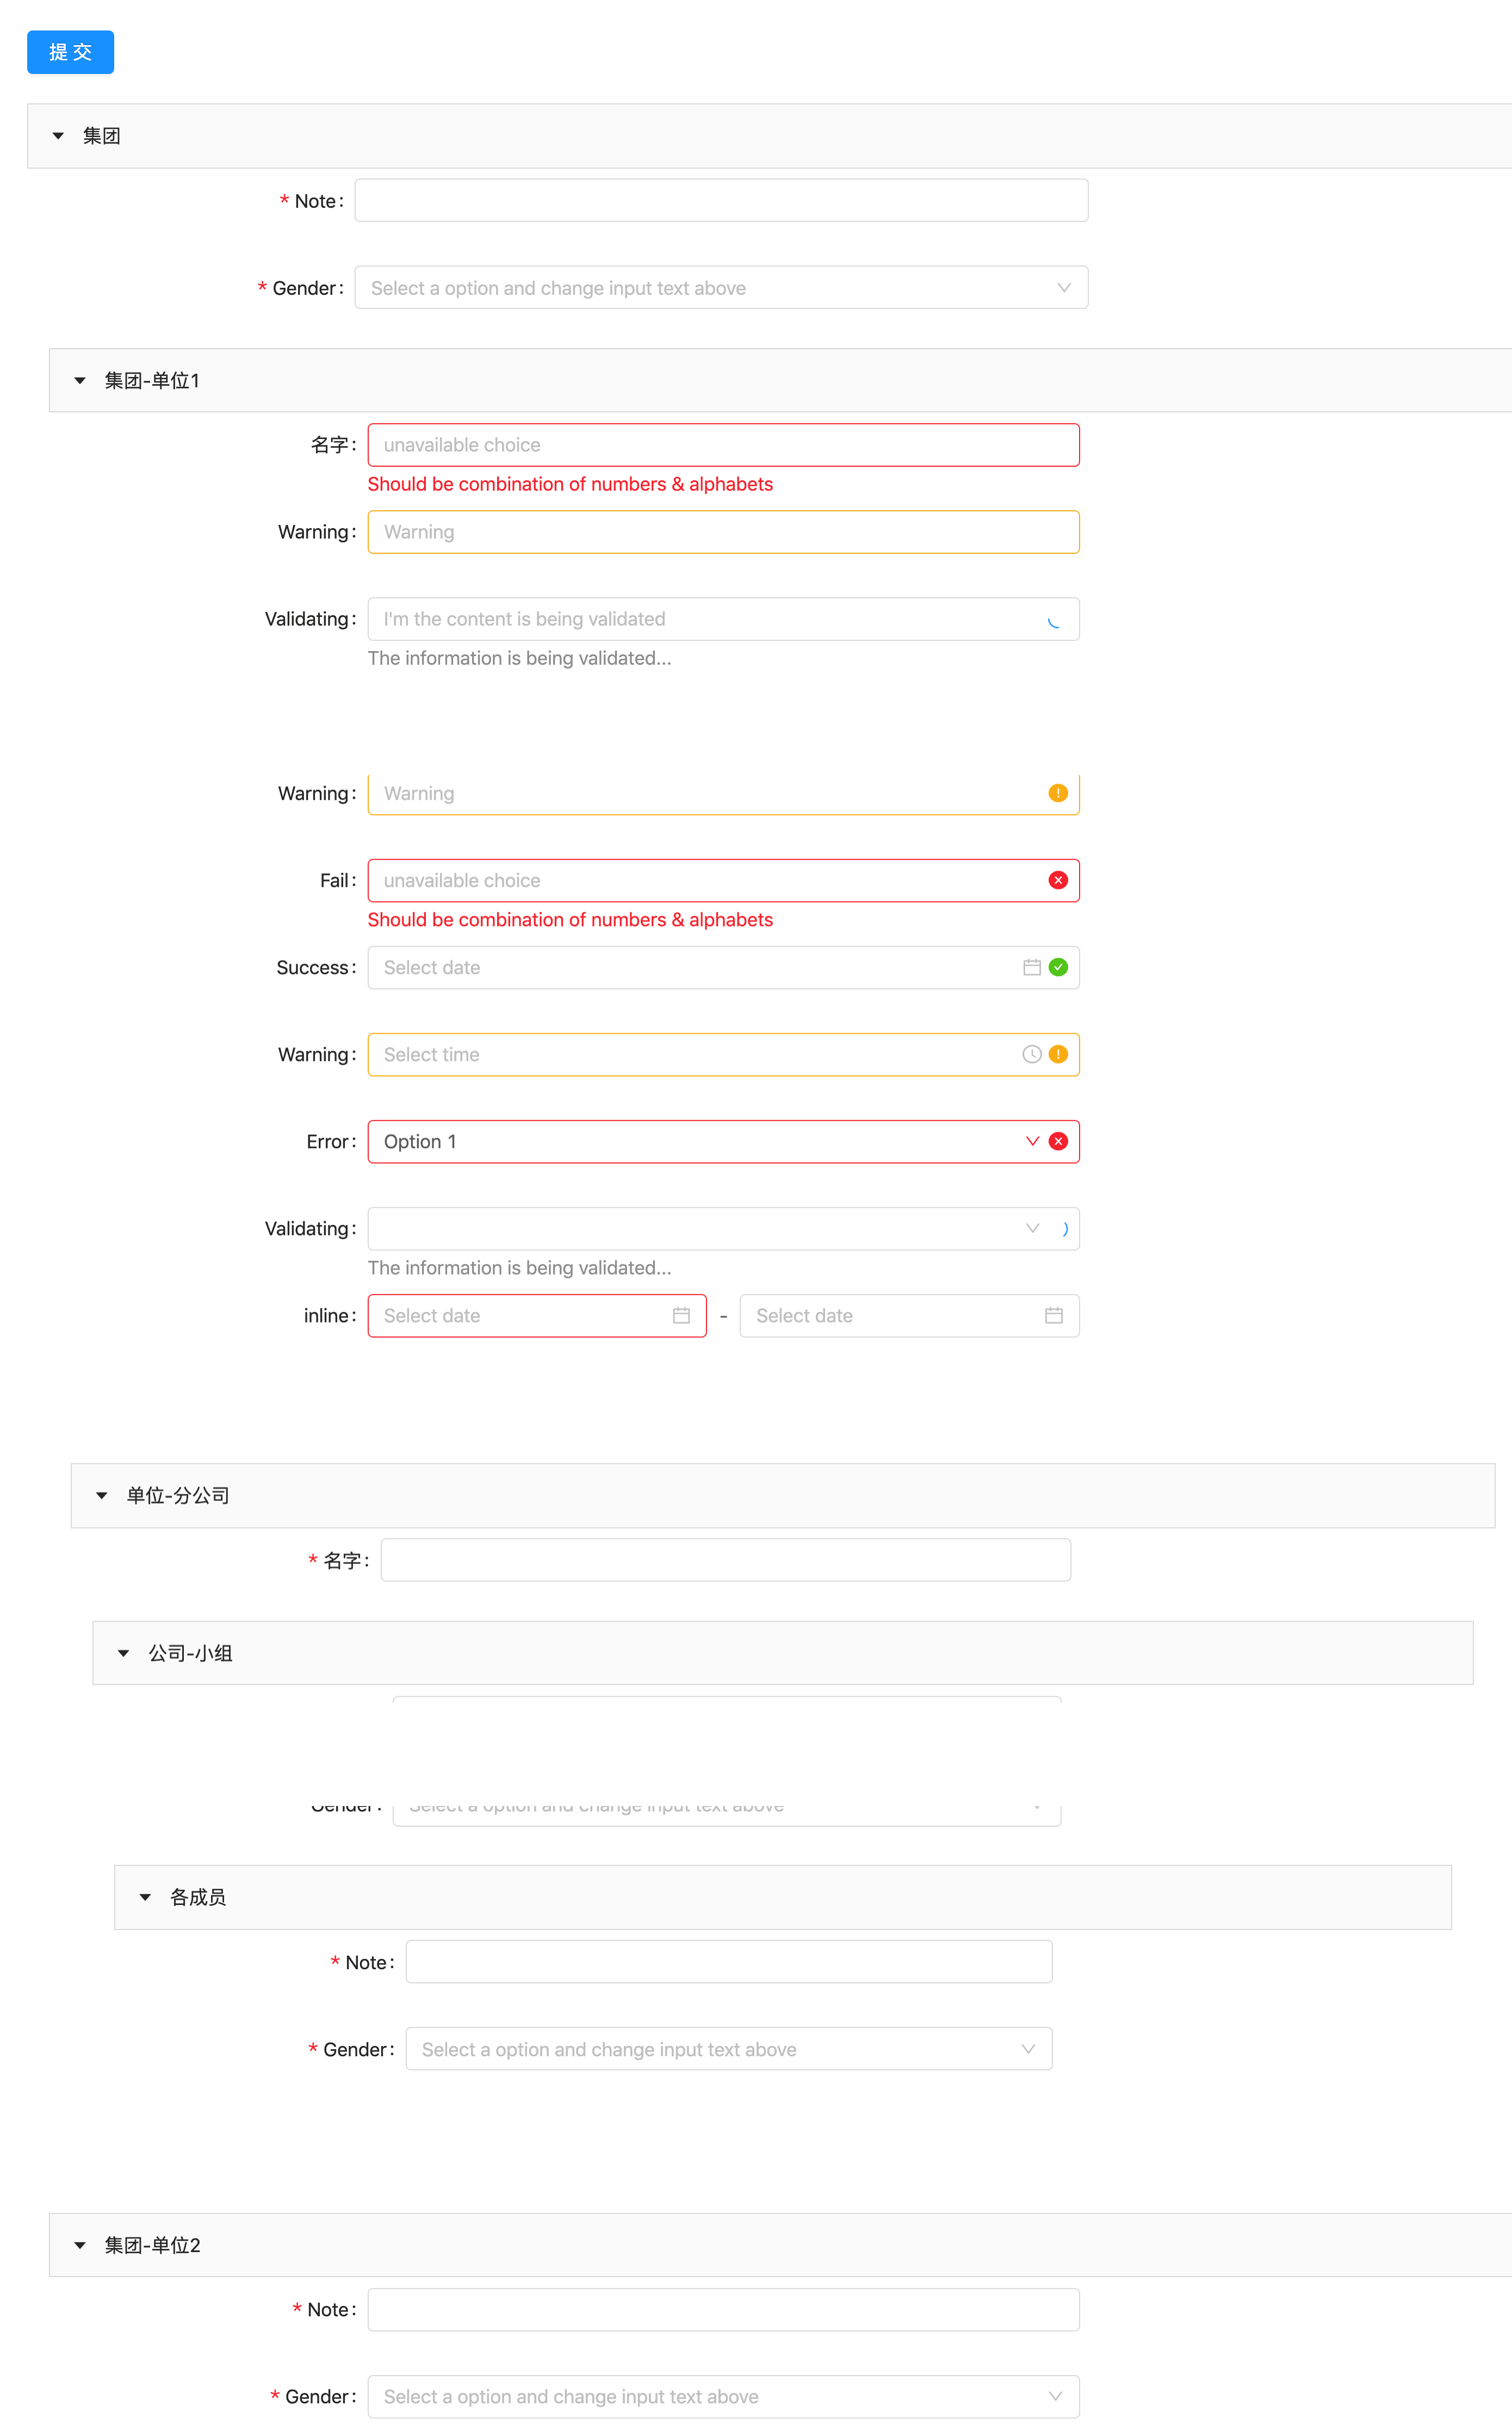 提 交
集团
* Note:
* Gender: Select a option and change input text above
集团-单位1
名字: unavailable choice
Should be combination of numbers & alphabets
Warning: Warning
Validating: I'm the content is being validated
The information is being validated...
Warning: Warning
Fail: unavailable choice
Should be combination of numbers & alphabets
Success: Select date
Warning: Select time
Error: Option 1
Validating:
The information is being validated...
inline: Select date - Select date
单位-分公司
* 名字:
公司-小组
Gender: Select a option and change input text above
各成员
* Note:
* Gender: Select a option and change input text above
集团-单位2
* Note:
* Gender: Select a option and change input text above